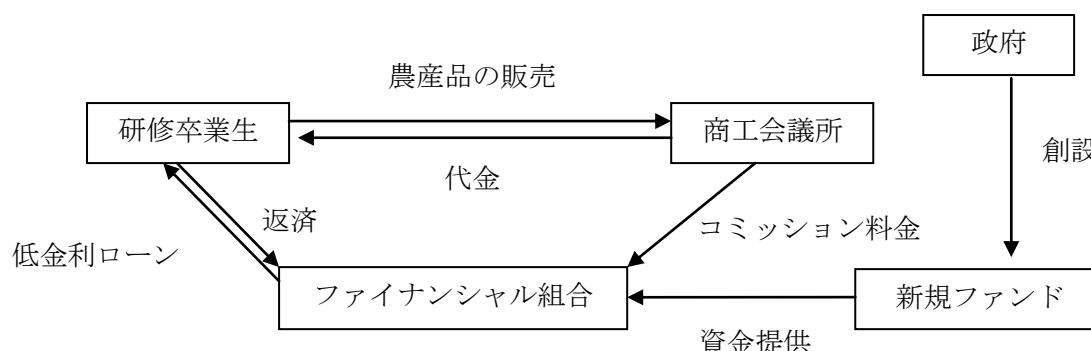 政府
農産品の販売
研修卒業生
商工会議所
創設
代金
返済
コミッション料金
低金利ローン
ファイナンシャル組合
新規ファンド
資金提供